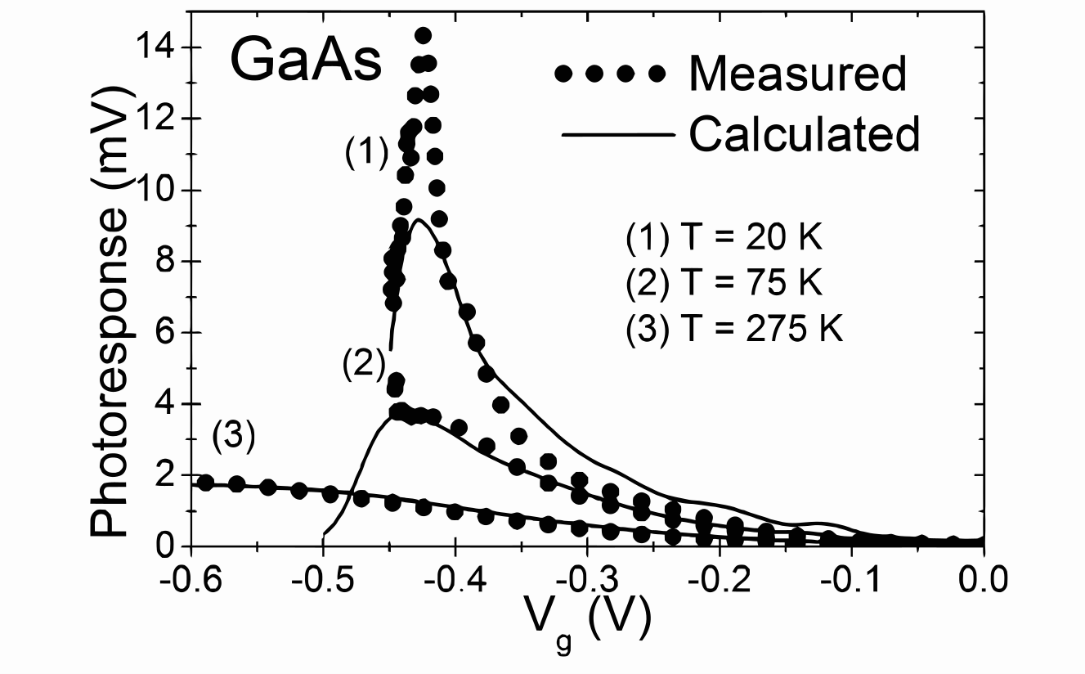 GaAs
Measured
Calculated
(1) T = 20 K
(2) T = 75 K
(3) T = 275 K
(1)
(2)
(3)
Photoresponse (mV)
14
12
10
8
6
4
2
0
-0.6 -0.5 -0.4 -0.3 -0.2 -0.1 0.0
Vg (V)